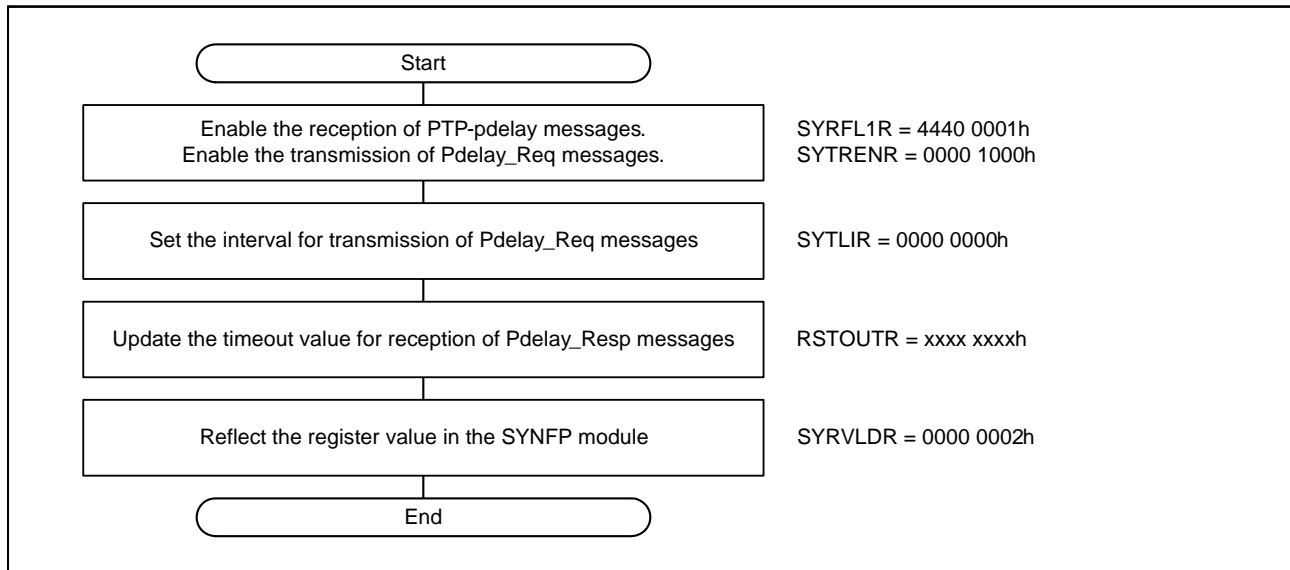 Start
Enable the reception of PTP-pdelay messages.
Enable the transmission of Pdelay_Req messages.
SYRFL1R = 4440 0001h
SYTRENR = 0000 1000h
Set the interval for transmission of Pdelay_Req messages
SYTLIR = 0000 0000h
Update the timeout value for reception of Pdelay_Resp messages
RSTOUTR = xxxx xxxxh
Reflect the register value in the SYNFP module
SYRVLDR = 0000 0002h
End